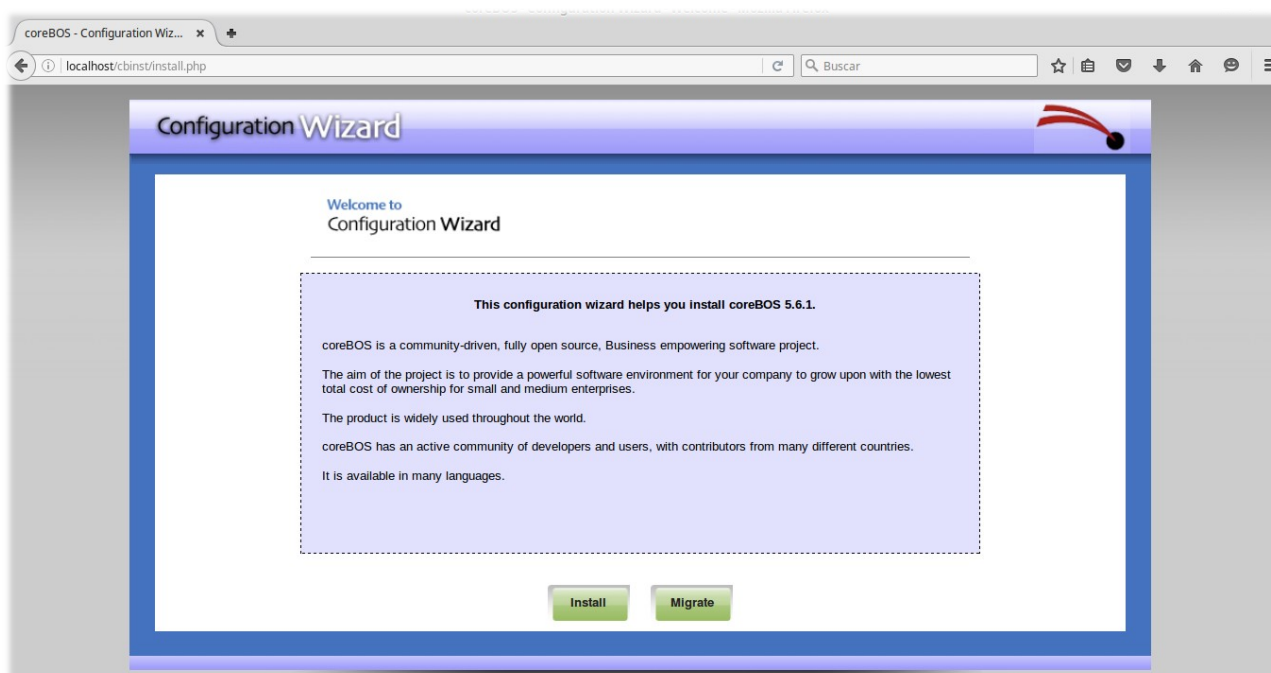 coreBOS - Configuration Wiz...
localhost/cbinst/install.php
Buscar
Configuration Wizard
Welcome to
Configuration Wizard
This configuration wizard helps you install coreBOS 5.6.1.
coreBOS is a community-driven, fully open source, Business empowering software project.
The aim of the project is to provide a powerful software environment for your company to grow upon with the lowest
total cost of ownership for small and medium enterprises.
The product is widely used throughout the world.
coreBOS has an active community of developers and users, with contributors from many different countries.
It is available in many languages.
Install
Migrate